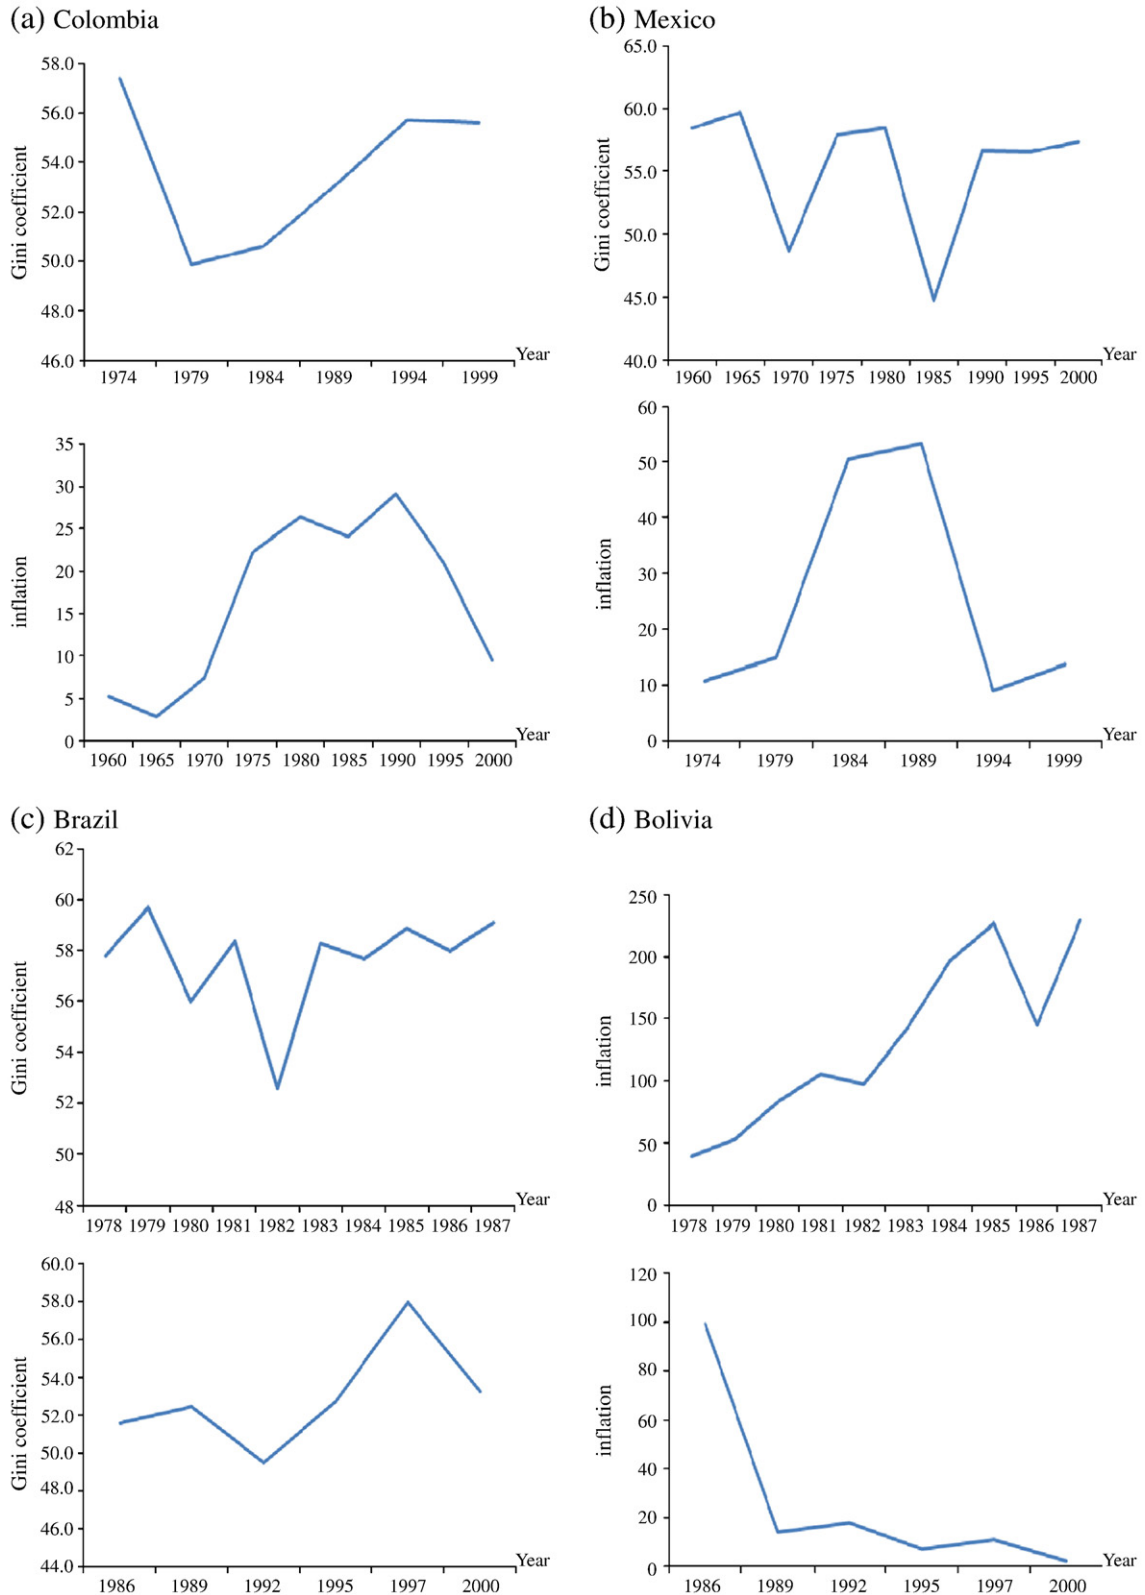 (a) Colombia
58.0
56.0
54.0
52.0
50.0
48.0
46.0
Gini coefficient
Year
1974 1979 1984 1989 1994 1999
35
30
25
20
15
10
5
0
inflation
Year
1960 1965 1970 1975 1980 1985 1990 1995 2000
(b) Mexico
65.0
60.0
55.0
50.0
45.0
40.0
Gini coefficient
Year
1960 1965 1970 1975 1980 1985 1990 1995 2000
60
50
40
30
20
10
0
inflation
Year
1974 1979 1984 1989 1994 1999
(c) Brazil
62
60
58
56
54
52
50
48
Gini coefficient
Year
1978 1979 1980 1981 1982 1983 1984 1985 1986 1987
60.0
58.0
56.0
54.0
52.0
50.0
48.0
46.0
44.0
Gini coefficient
Year
1986 1989 1992 1995 1997 2000
(d) Bolivia
250
200
150
100
50
0
inflation
Year
1978 1979 1980 1981 1982 1983 1984 1985 1986 1987
120
100
80
60
40
20
0
inflation
Year
1986 1989 1992 1995 1997 2000